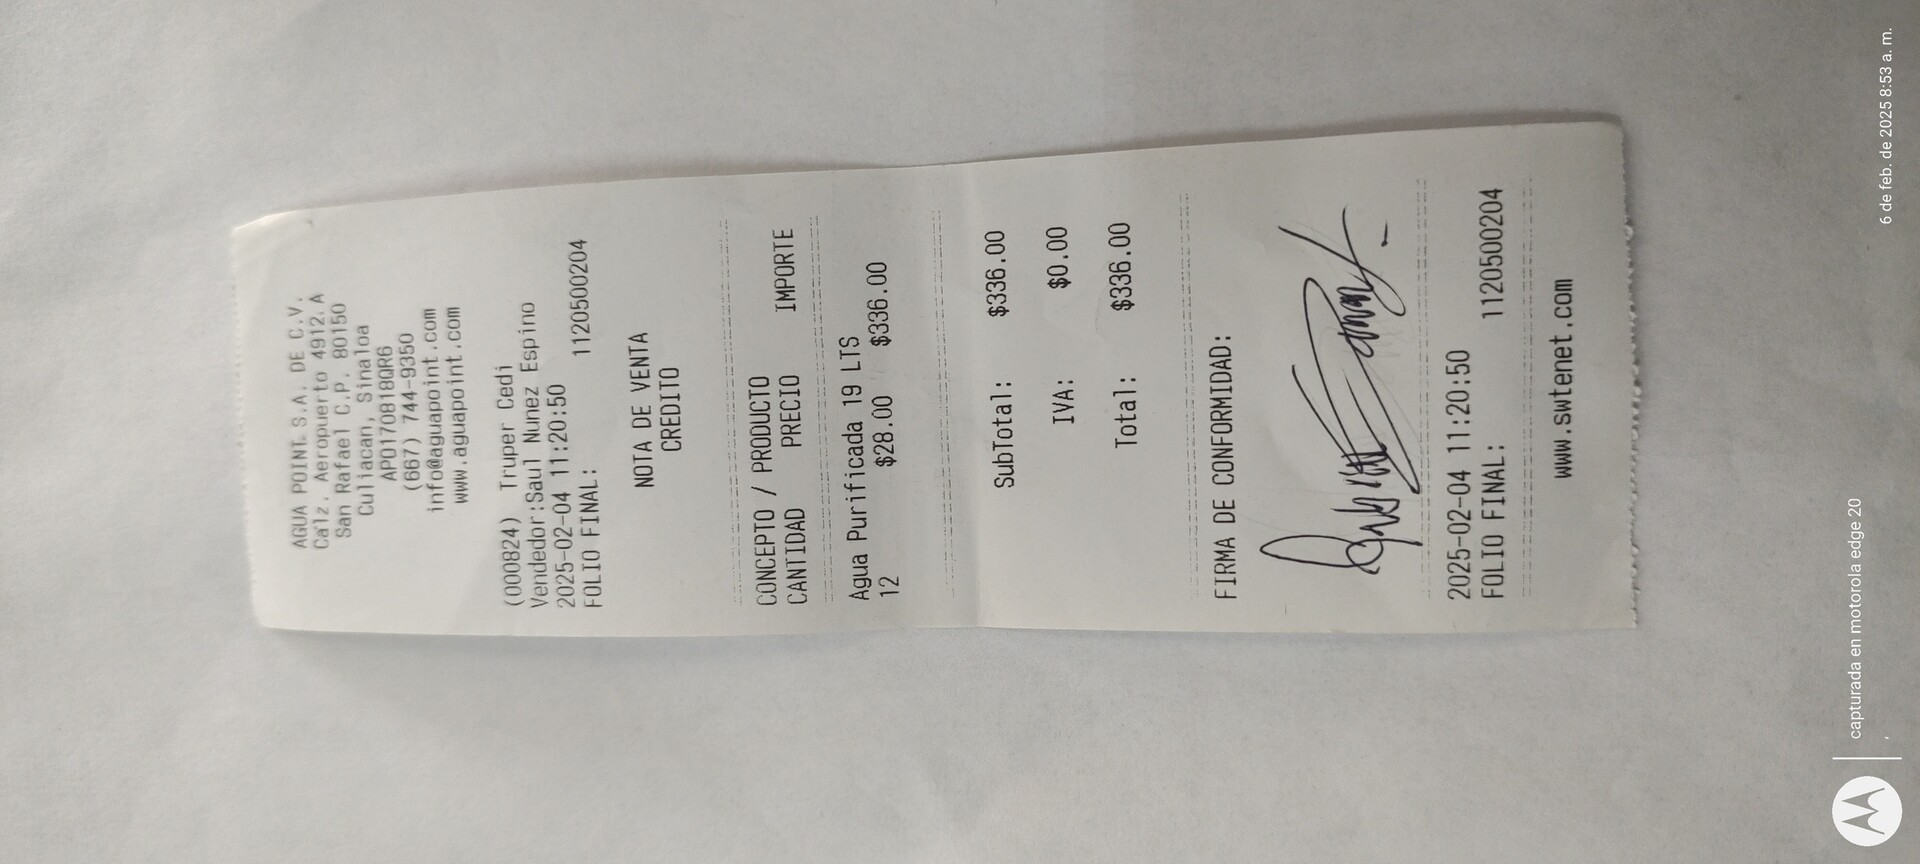 AGUA POINT. S.A. DE C.V.
Calz. Aeropuerto 4912.A
San Rafael C.P. 80150
Culiacan, Sinaloa
APO170818QR6
(667) 744-9350
info@aguapoint.com
www.aguapoint.com
(000824) Truper Cedi
Vendedor:Saul Nunez Espino
2025-02-04 11:20:50
FOLIO FINAL: 1120500204
NOTA DE VENTA
CREDITO
CONCEPTO / PRODUCTO
CANTIDAD PRECIO IMPORTE
Agua Purificada 19 LTS
12 $28.00 $336.00
SubTotal: $336.00
IVA: $0.00
Total: $336.00
FIRMA DE CONFORMIDAD:
2025-02-04 11:20:50
FOLIO FINAL: 1120500204
www.swtenet.com
capturada en motorola edge 20
6 de feb. de 2025 8:53 a. m.